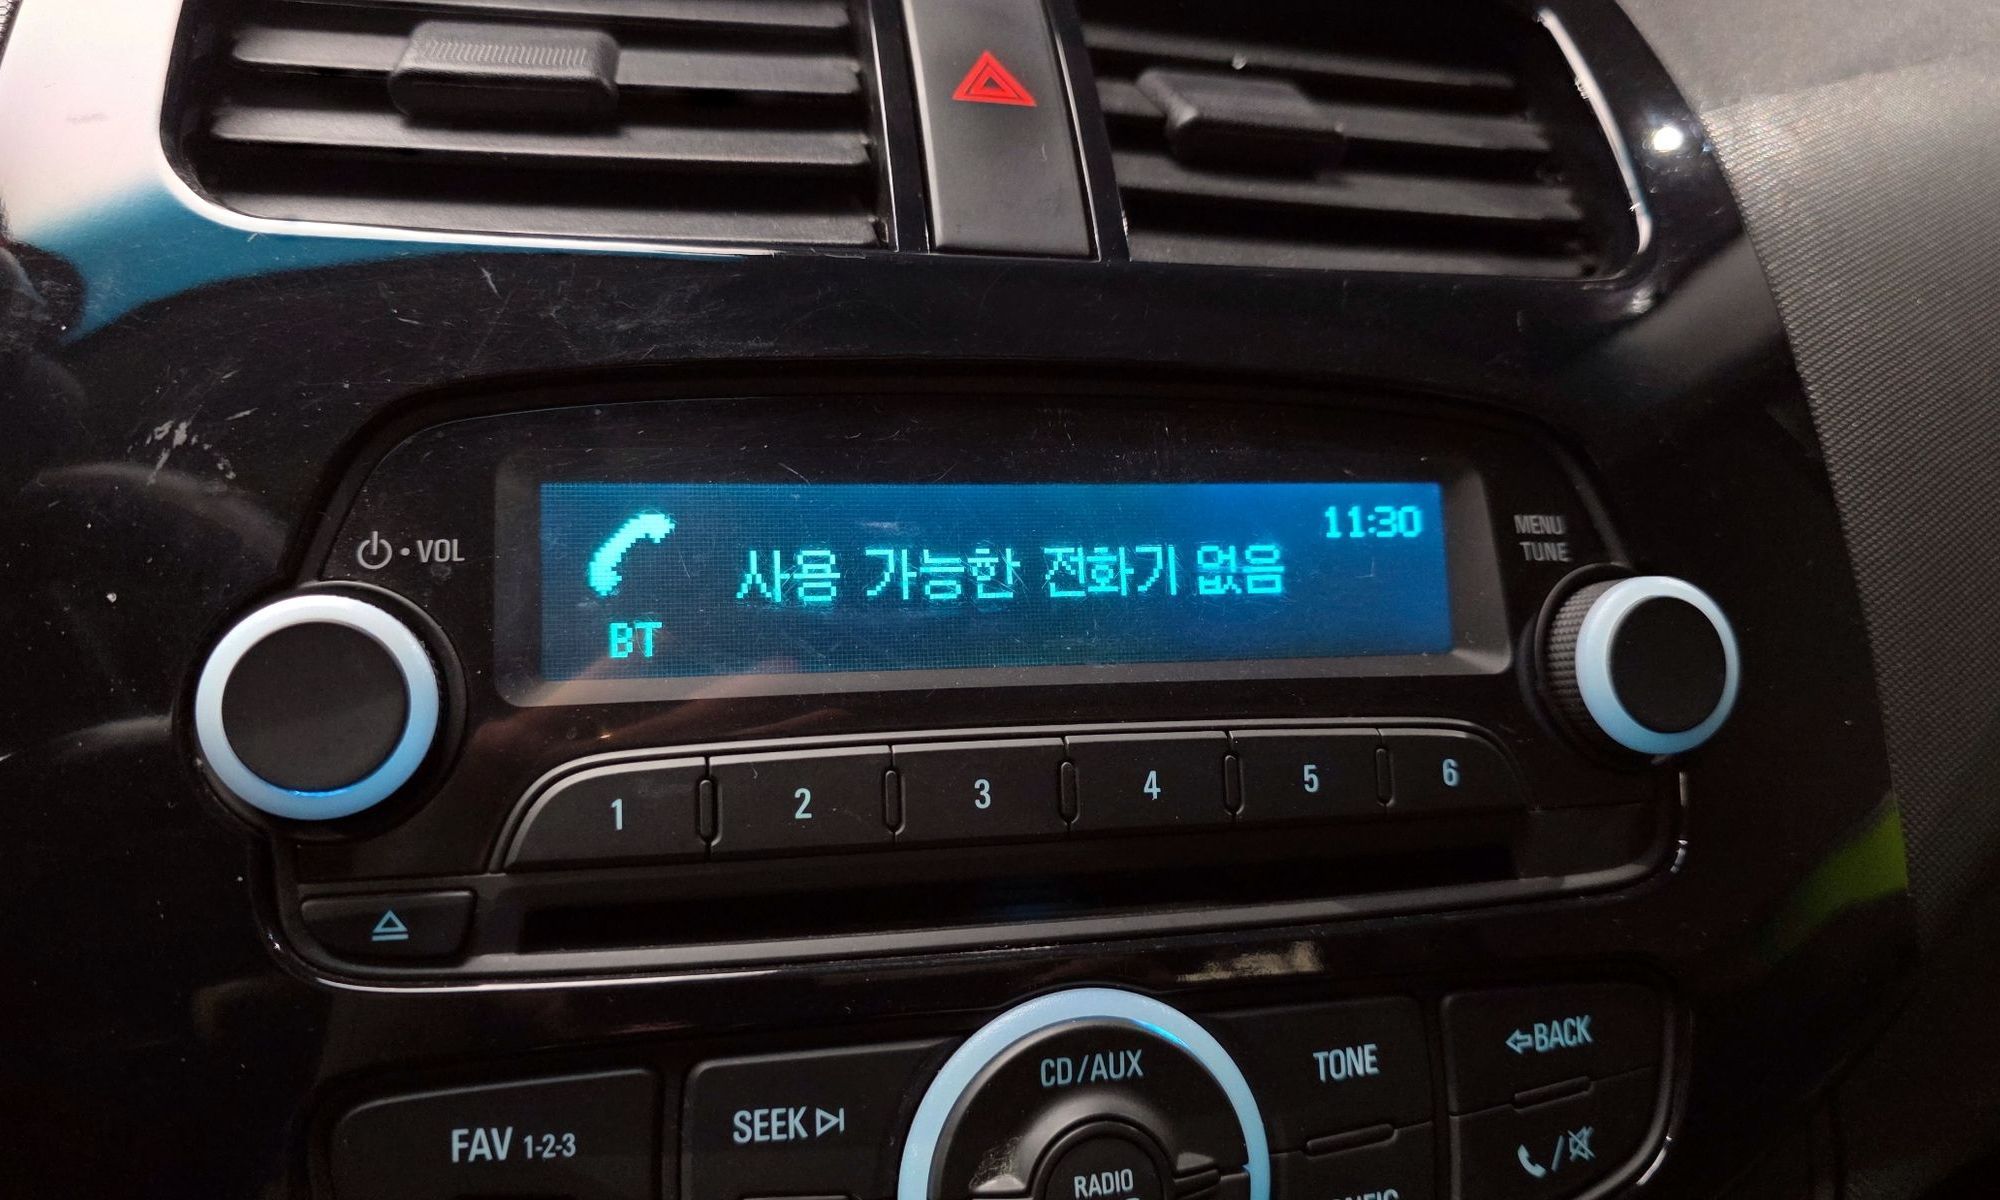 11:30
사용 가능한 전화기 없음
BT
VOL
MENU
TUNE
1 2 3 4 5 6
CD/AUX
TONE
BACK
FAV 1-2-3
SEEK
RADIO